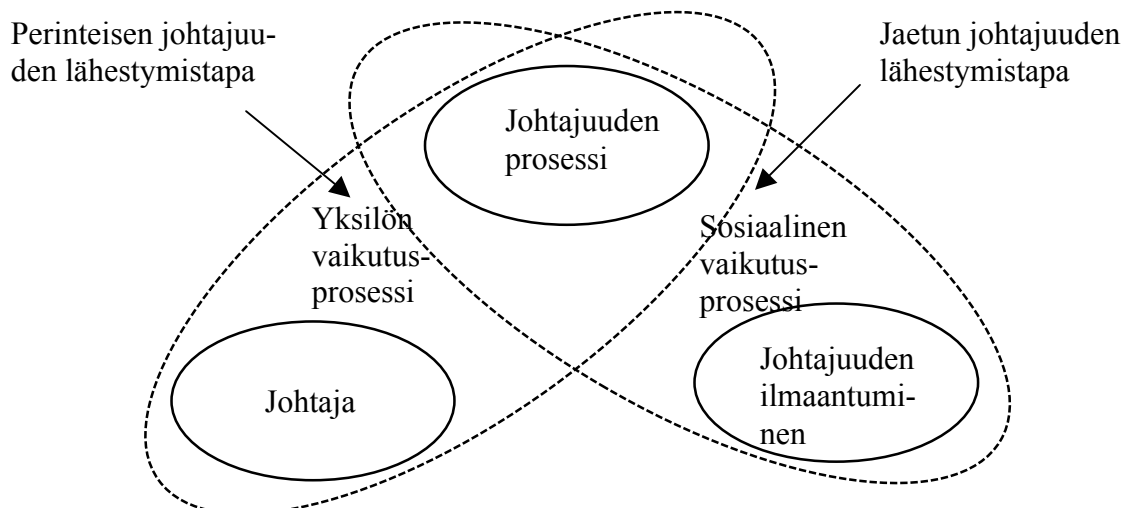 Perinteisen johtajuu-
den lähestymistapa
Jaetun johtajuuden
lähestymistapa
Johtajuuden
prosessi
Yksilön
vaikutus-
prosessi
Sosiaalinen
vaikutus-
prosessi
Johtaja
Johtajuuden
ilmaantumi-
nen